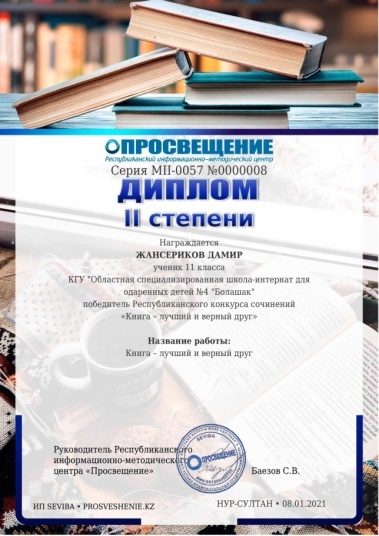 ПРОСВЕЩЕНИЕ
Республиканский информационно-методический центр
Серия MII-0057 №0000008
ДИПЛОМ
II степени
Награждается
ЖАНСЕРИКОВ ДАМИР
ученик 11 класса
КГУ "Областная специализированная школа-интернат для
одаренных детей №4 "Болашак"
победитель Республиканского конкурса сочинений
«Книга – лучший и верный друг»
Название работы:
Книга – лучший и верный друг
Руководитель Республиканского
информационно-методического
центра «Просвещение»
Баезов С.В.
SEVIBA
ПРОСВЕЩЕНИЕ
ИП SEVIBA • PROSVESHENIE.KZ
НУР-СУЛТАН • 08.01.2021